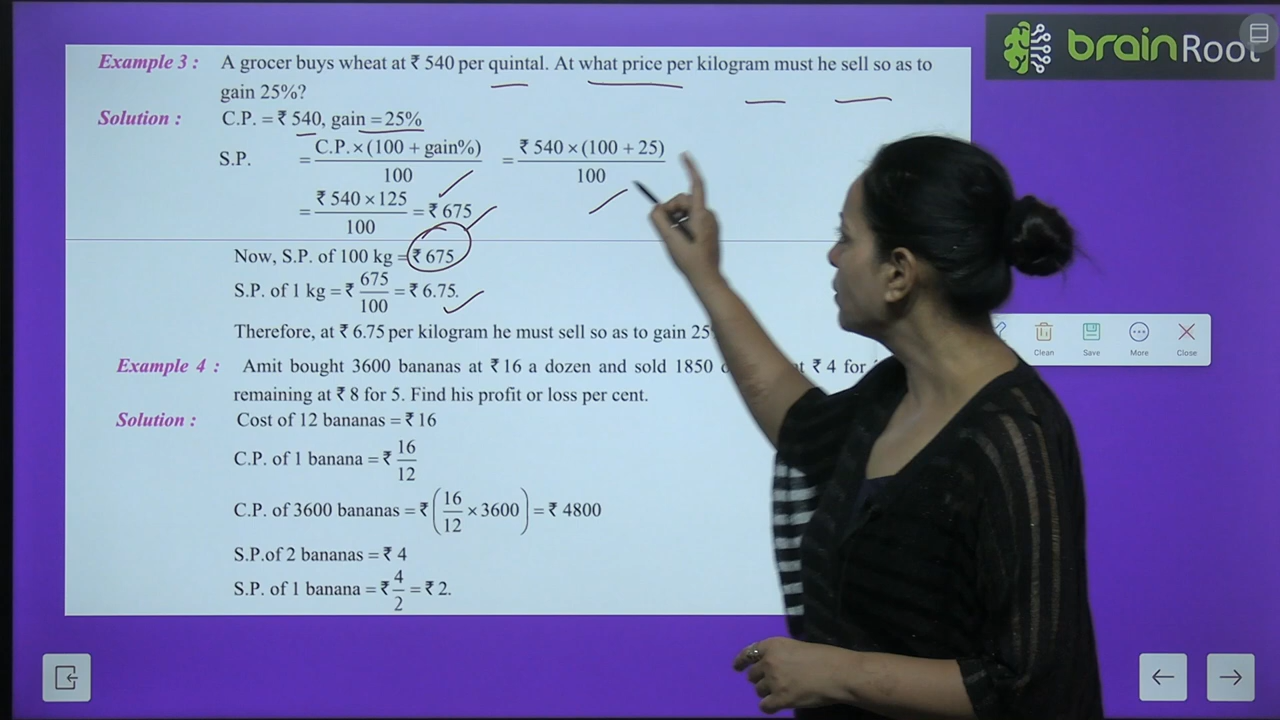 brainRoot
Example 3 : A grocer buys wheat at ₹ 540 per quintal. At what price per kilogram must he sell so as to
gain 25%?
Solution : C.P. = ₹ 540, gain = 25%
S.P. = C.P. × (100 + gain%) / 100 = ₹ 540 × (100 + 25) / 100
= ₹ 540 × 125 / 100 = ₹ 675
Now, S.P. of 100 kg = ₹ 675
S.P. of 1 kg = ₹ 675 / 100 = ₹ 6.75.
Therefore, at ₹ 6.75 per kilogram he must sell so as to gain 25
Example 4 : Amit bought 3600 bananas at ₹ 16 a dozen and sold 1850 ₹ 4 for
remaining at ₹ 8 for 5. Find his profit or loss per cent.
Solution : Cost of 12 bananas = ₹ 16
C.P. of 1 banana = ₹ 16 / 12
C.P. of 3600 bananas = ₹ (16 / 12 × 3600) = ₹ 4800
S.P.of 2 bananas = ₹ 4
S.P. of 1 banana = ₹ 4 / 2 = ₹ 2.
Clean Save More Close